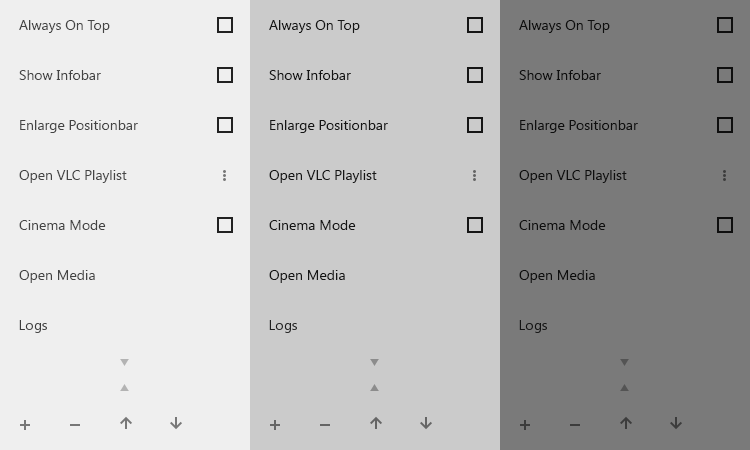 Always On Top
Show Infobar
Enlarge Positionbar
Open VLC Playlist
Cinema Mode
Open Media
Logs
Always On Top
Show Infobar
Enlarge Positionbar
Open VLC Playlist
Cinema Mode
Open Media
Logs
Always On Top
Show Infobar
Enlarge Positionbar
Open VLC Playlist
Cinema Mode
Open Media
Logs